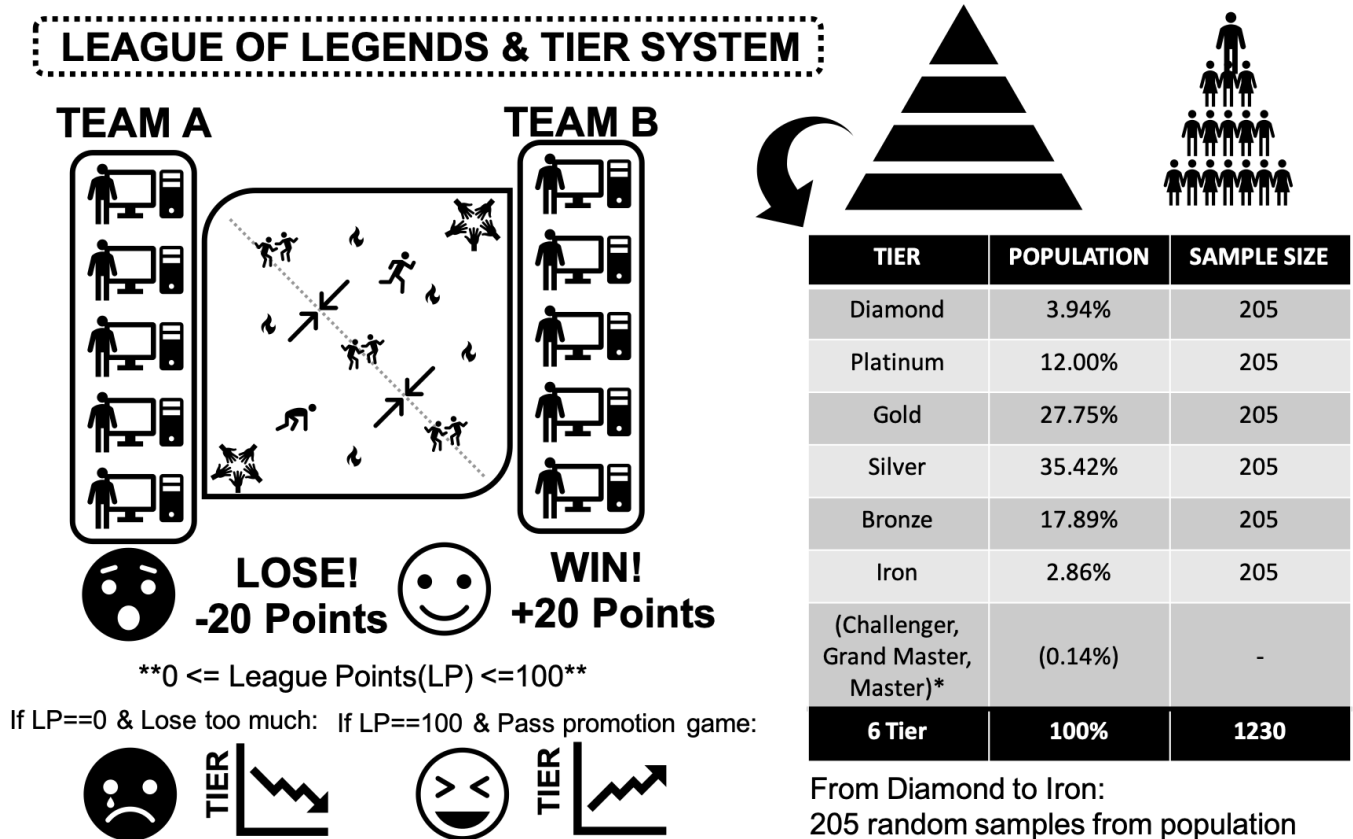 LEAGUE OF LEGENDS & TIER SYSTEM
TEAM A
TEAM B
LOSE!
-20 Points
WIN!
+20 Points
**0 <= League Points(LP) <=100**
If LP==0 & Lose too much:
TIER
If LP==100 & Pass promotion game:
TIER
TIER POPULATION SAMPLE SIZE
Diamond 3.94% 205
Platinum 12.00% 205
Gold 27.75% 205
Silver 35.42% 205
Bronze 17.89% 205
Iron 2.86% 205
(Challenger,
Grand Master, (0.14%) -
Master)*
6 Tier 100% 1230
From Diamond to Iron:
205 random samples from population